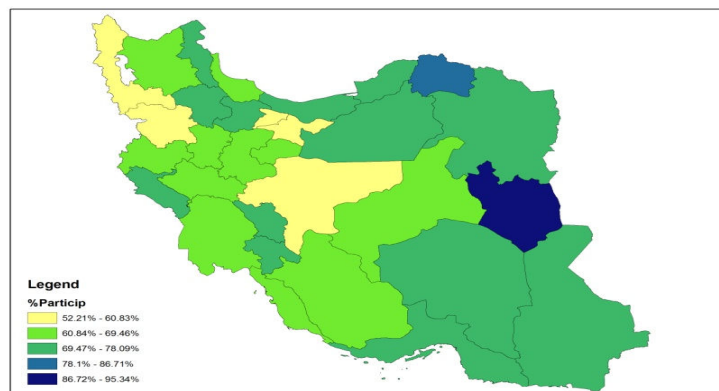 Legend
%Particip
52.21% - 60.83%
60.84% - 69.46%
69.47% - 78.09%
78.1% - 86.71%
86.72% - 95.34%